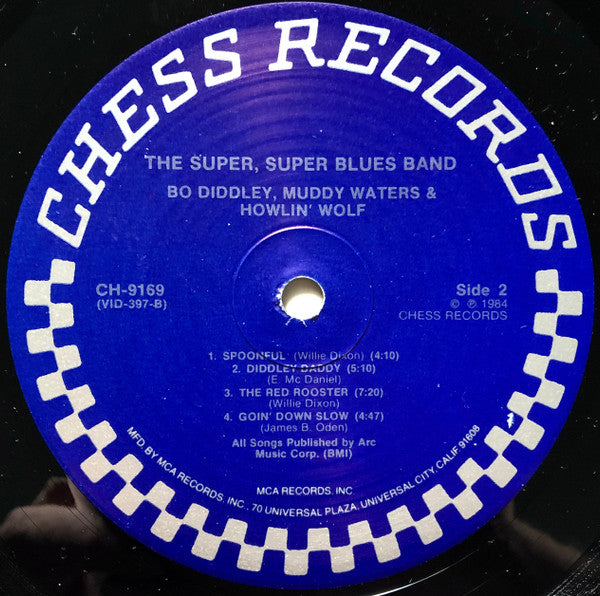 CHESS RECORDS
THE SUPER, SUPER BLUES BAND
BO DIDDLEY, MUDDY WATERS &
HOWLIN' WOLF
CH-9169
(VID-397-B)
Side 2
© ℗ 1984
CHESS RECORDS
1. SPOONFUL (Willie Dixon) (4:10)
2. DIDDLEY DADDY (5:10)
(E. Mc Daniel)
3. THE RED ROOSTER (7:20)
(Willie Dixon)
4. GOIN' DOWN SLOW (4:47)
(James B. Oden)
All Songs Published by Arc
Music Corp. (BMI)
MCA RECORDS, INC
MFD. BY MCA RECORDS, INC . 70 UNIVERSAL PLAZA, UNIVERSAL CITY, CALIF 91608